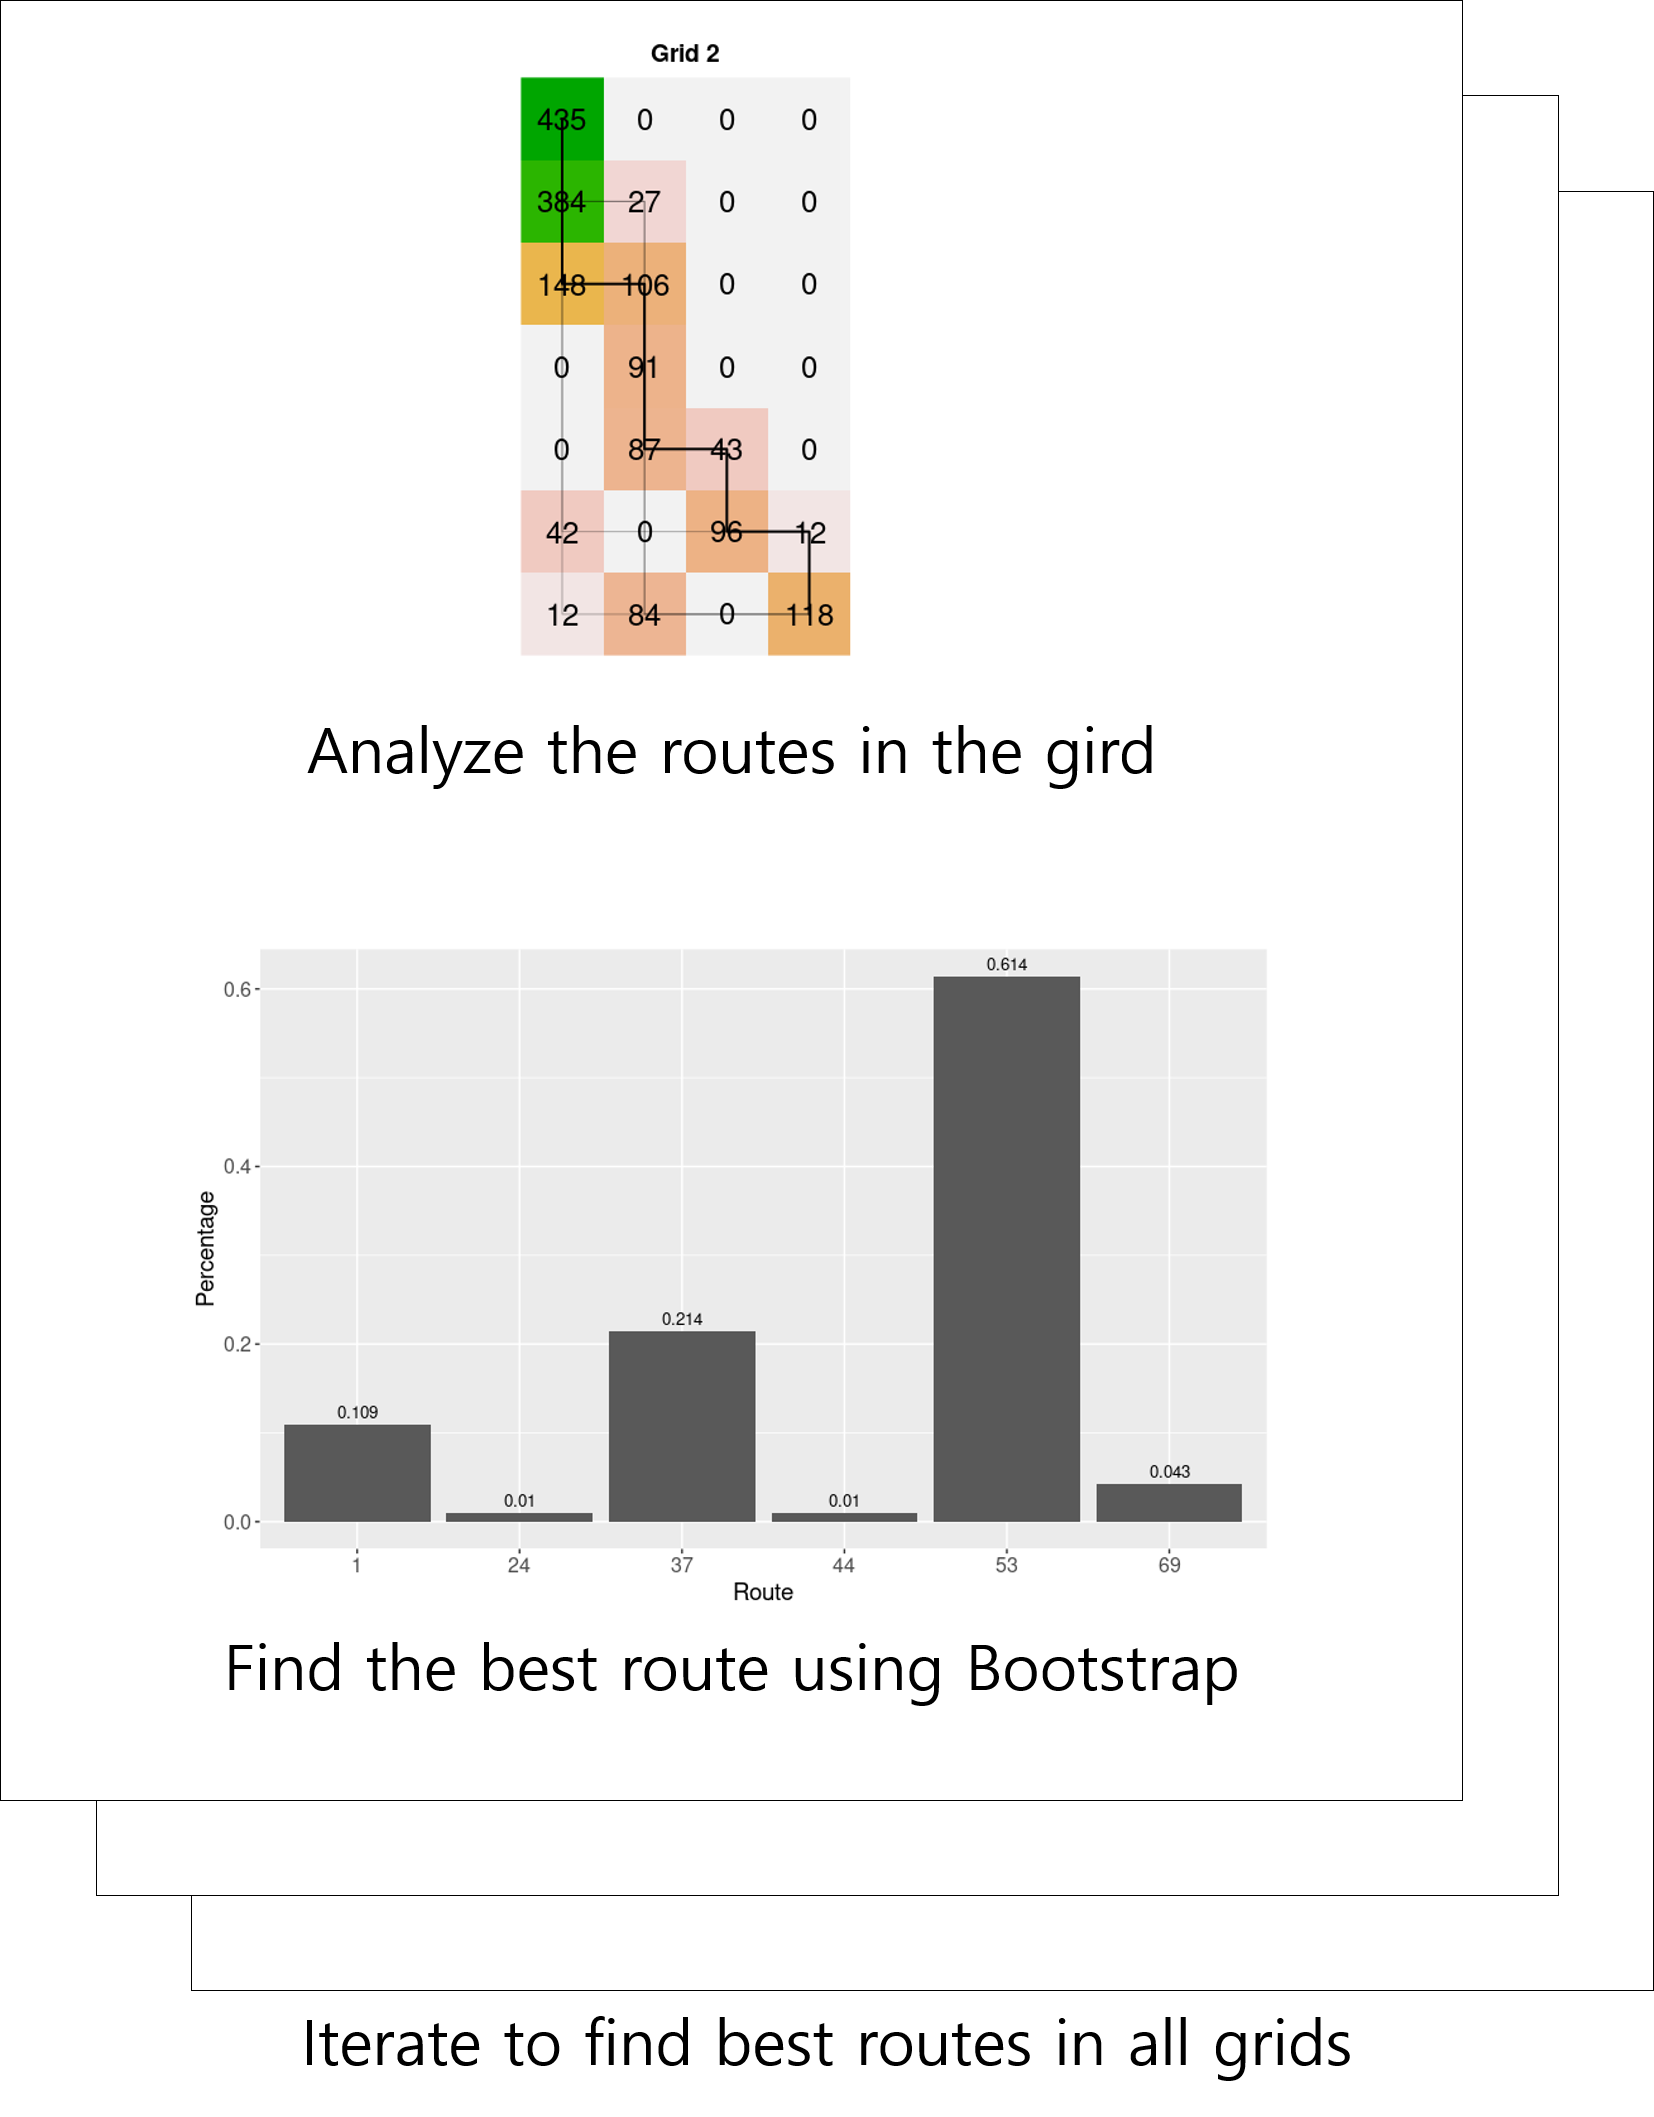 Grid 2
435 0 0 0
384 27 0 0
148 106 0 0
0 91 0 0
0 87 43 0
42 0 96 12
12 84 0 118
Analyze the routes in the gird
0.614
0.6
0.4
Percentage
0.214
0.2
0.109
0.043
0.01 0.01
0.0
1 24 37 44 53 69
Route
Find the best route using Bootstrap
Iterate to find best routes in all grids